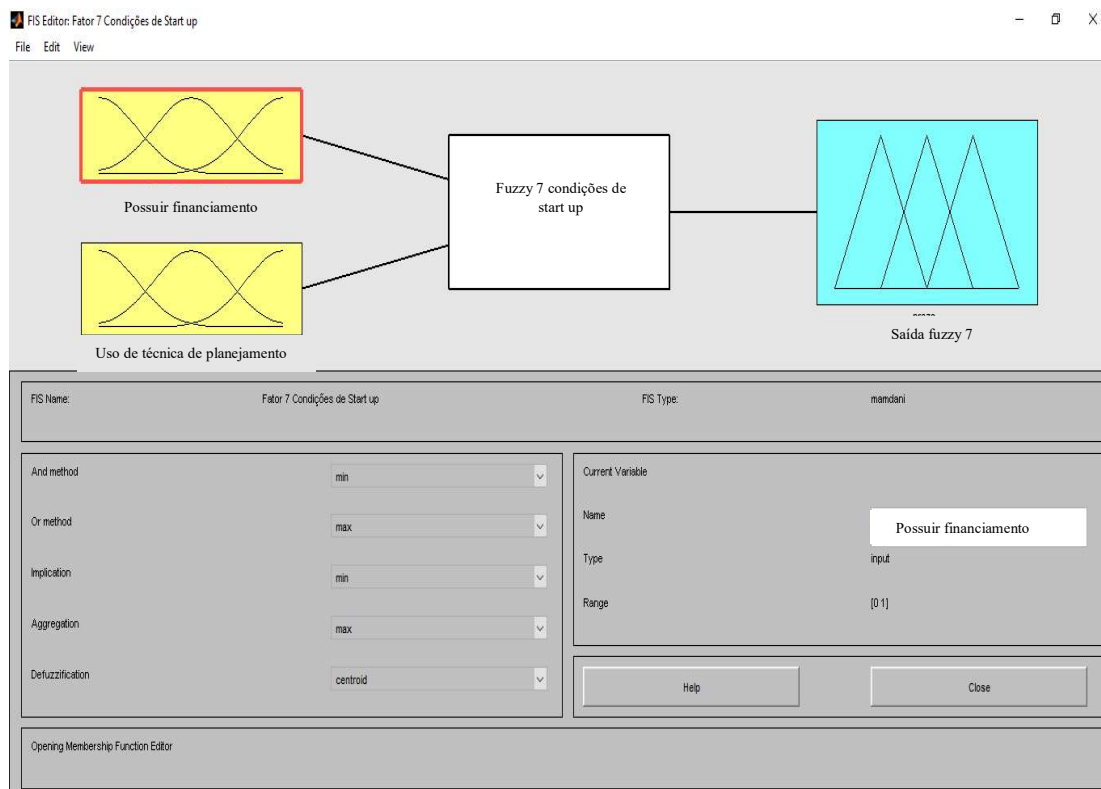 FIS Editor: Fator 7 Condições de Start up
File Edit View
Possuir financiamento
Fuzzy 7 condições de
start up
Uso de técnica de planejamento
Saída fuzzy 7
FIS Name: Fator 7 Condições de Start up FIS Type: mamdani
And method min
Or method max
Implication min
Aggregation max
Defuzzification centroid
Current Variable
Name Possuir financiamento
Type input
Range [0 1]
Help Close
Opening Membership Function Editor